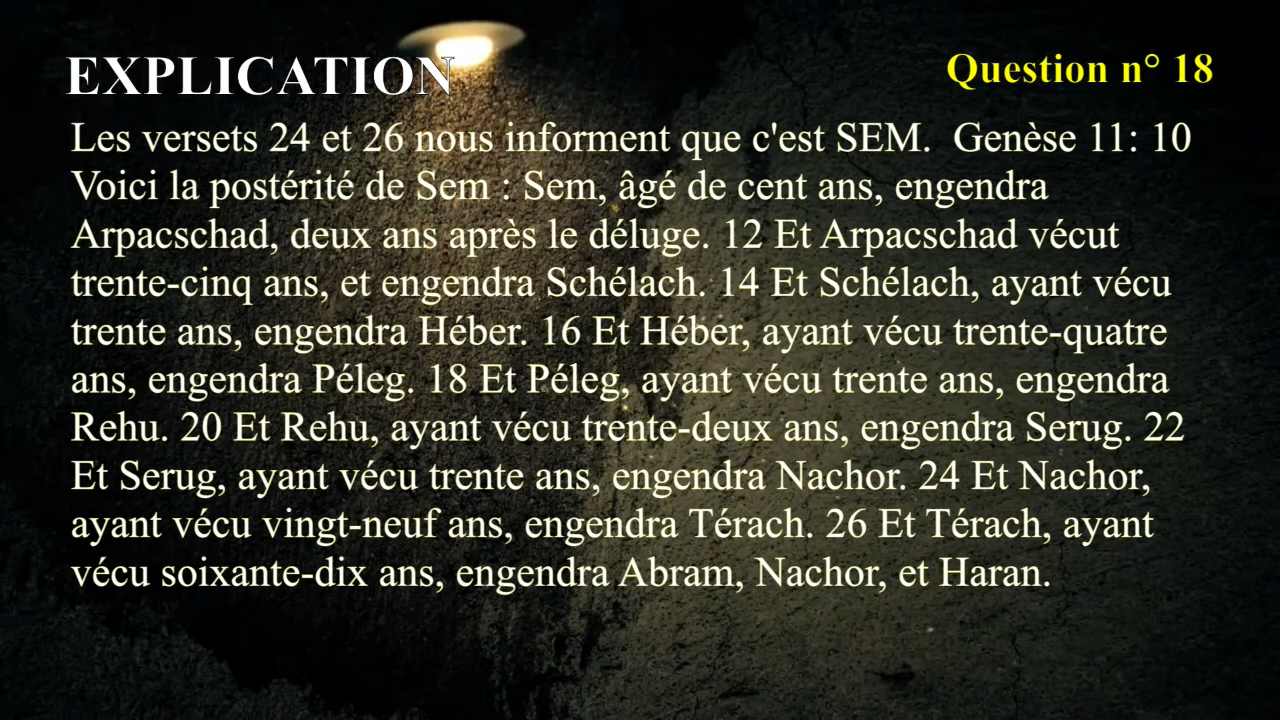 EXPLICATION
Question n° 18
Les versets 24 et 26 nous informent que c'est SEM.  Genèse 11: 10
Voici la postérité de Sem : Sem, âgé de cent ans, engendra
Arpacschad, deux ans après le déluge. 12 Et Arpacschad vécut
trente-cinq ans, et engendra Schélach. 14 Et Schélach, ayant vécu
trente ans, engendra Héber. 16 Et Héber, ayant vécu trente-quatre
ans, engendra Péleg. 18 Et Péleg, ayant vécu trente ans, engendra
Rehu. 20 Et Rehu, ayant vécu trente-deux ans, engendra Serug. 22
Et Serug, ayant vécu trente ans, engendra Nachor. 24 Et Nachor,
ayant vécu vingt-neuf ans, engendra Térach. 26 Et Térach, ayant
vécu soixante-dix ans, engendra Abram, Nachor, et Haran.